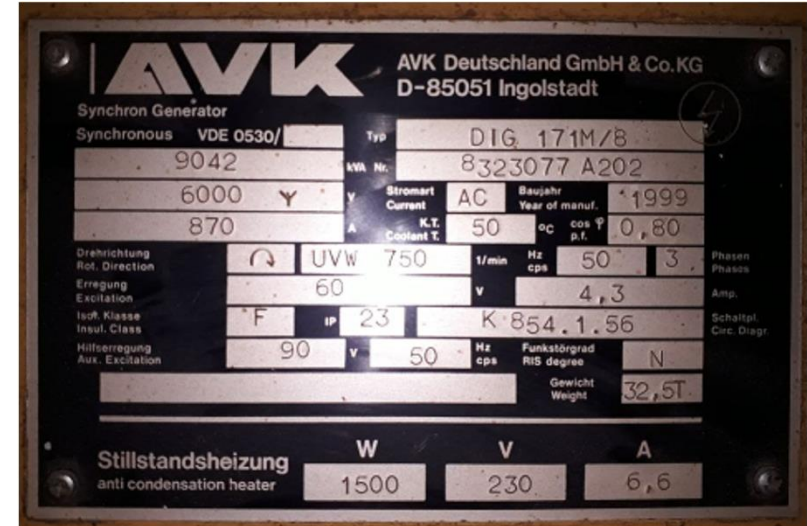 AVK AVK Deutschland GmbH & Co. KG
D-85051 Ingolstadt
Synchron Generator
Synchronous VDE 0530/ Typ DIG 171M/8
9042 kVA Nr. 8323077 A202
6000 Y V Stromart Current AC Baujahr Year of manuf. 1999
870 A K.T. Coolant T. 50 °C cos φ p.f. 0,80
Drehrichtung Rot. Direction UVW 750 1/min Hz cps 50 3 Phasen Phases
Erregung Excitation 60 V 4,3 Amp.
Isol. Klasse Insul. Class F IP 23 K 854.1.56 Schaltpl. Circ. Diagr.
Hilfserregung Aux. Excitation 90 V 50 Hz cps Funkstörgrad RIS degree N
Gewicht Weight 32,5T
W V A
Stillstandsheizung
anti condensation heater 1500 230 6,6